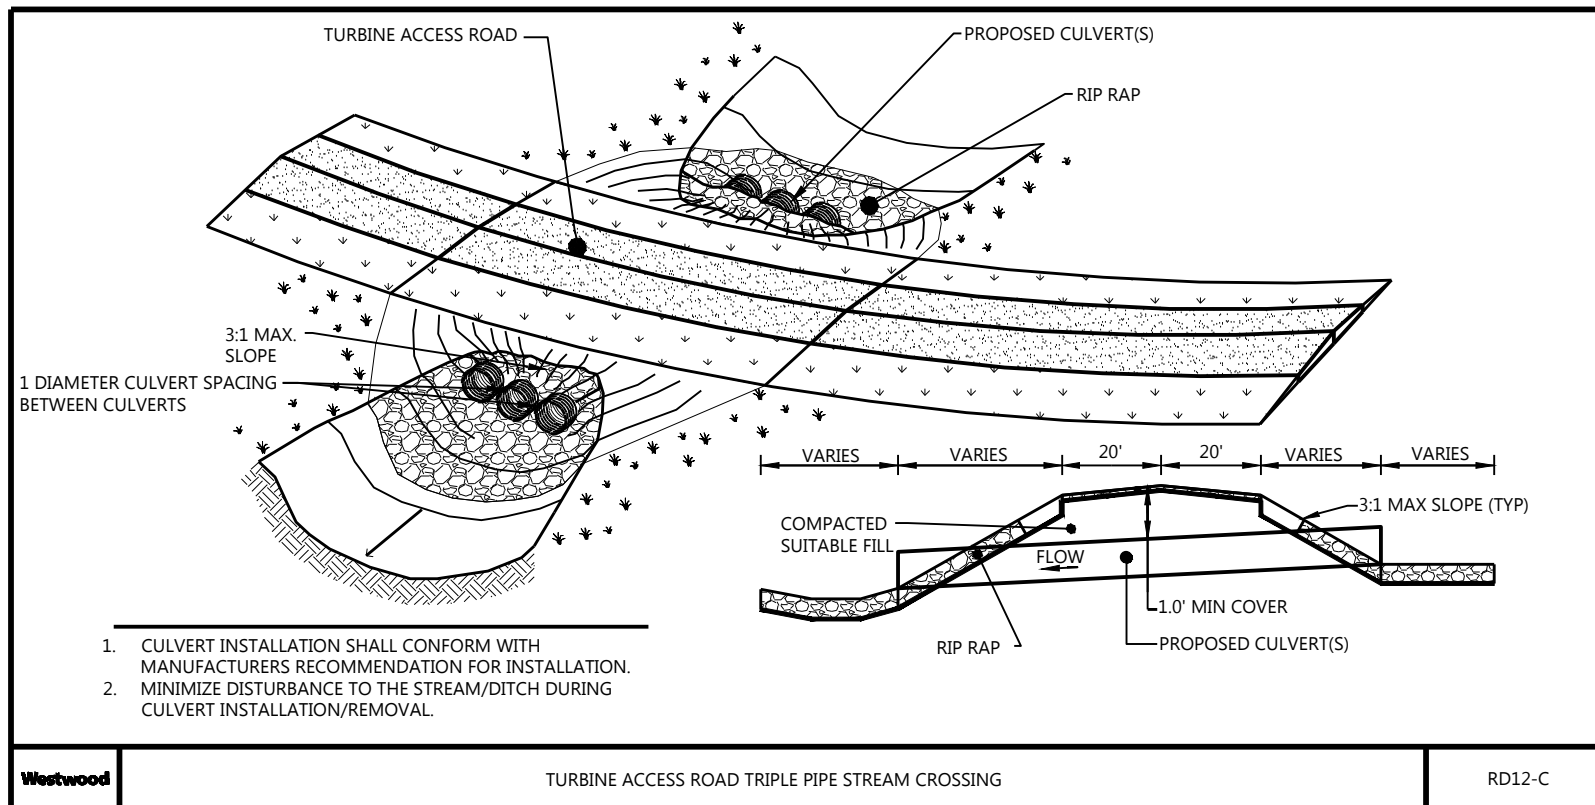 TURBINE ACCESS ROAD
PROPOSED CULVERT(S)
RIP RAP
3:1 MAX.
SLOPE
1 DIAMETER CULVERT SPACING
BETWEEN CULVERTS
VARIES
VARIES
20'
20'
VARIES
VARIES
3:1 MAX SLOPE (TYP)
COMPACTED
SUITABLE FILL
FLOW
1.0' MIN COVER
RIP RAP
PROPOSED CULVERT(S)
1. CULVERT INSTALLATION SHALL CONFORM WITH
MANUFACTURERS RECOMMENDATION FOR INSTALLATION.
2. MINIMIZE DISTURBANCE TO THE STREAM/DITCH DURING
CULVERT INSTALLATION/REMOVAL.
Westwood
TURBINE ACCESS ROAD TRIPLE PIPE STREAM CROSSING
RD12-C